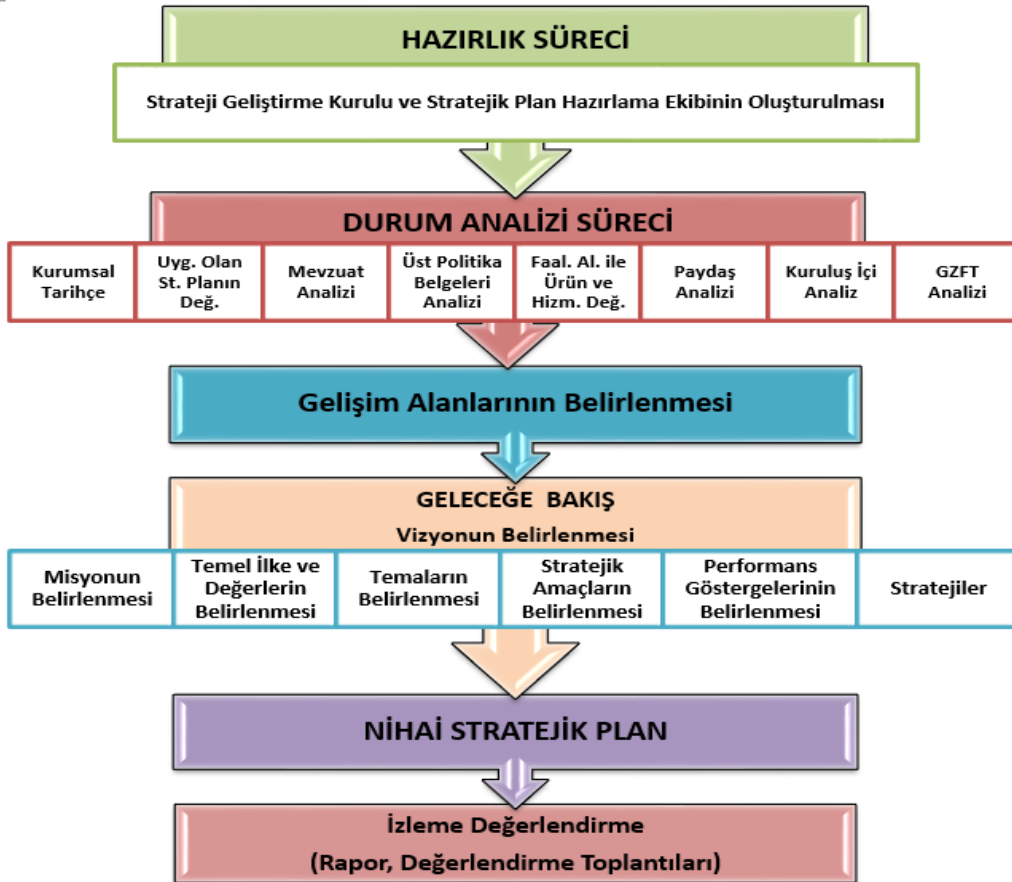 HAZIRLIK SÜRECİ
Strateji Geliştirme Kurulu ve Stratejik Plan Hazırlama Ekibinin Oluşturulması
DURUM ANALİZİ SÜRECİ
Kurumsal
Tarihçe
Uyg. Olan
St. Planın
Değ.
Mevzuat
Analizi
Üst Politika
Belgeleri
Analizi
Faal. Al. ile
Ürün ve
Hizm. Değ.
Paydaş
Analizi
Kuruluş İçi
Analiz
GZFT
Analizi
Gelişim Alanlarının Belirlenmesi
GELECEĞE BAKIŞ
Vizyonun Belirlenmesi
Misyonun
Belirlenmesi
Temel İlke ve
Değerlerin
Belirlenmesi
Temaların
Belirlenmesi
Stratejik
Amaçların
Belirlenmesi
Performans
Göstergelerinin
Belirlenmesi
Stratejiler
NİHAİ STRATEJİK PLAN
İzleme Değerlendirme
(Rapor, Değerlendirme Toplantıları)